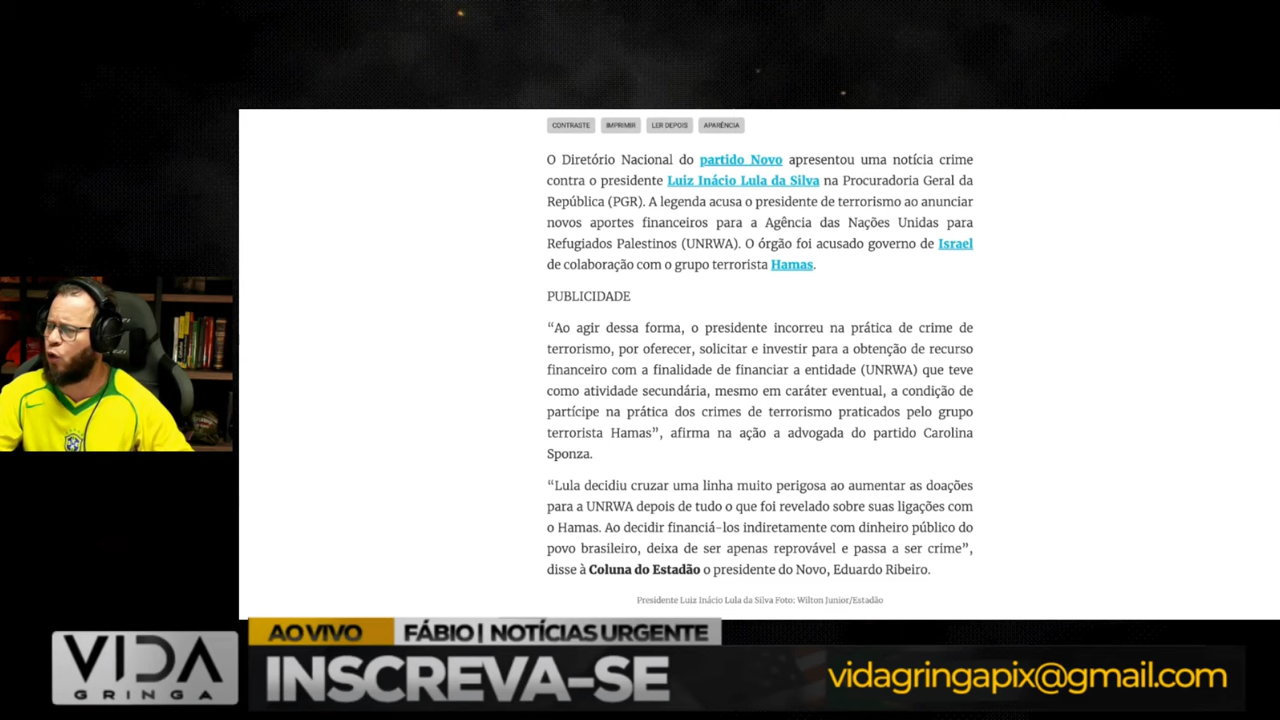 CONTRASTE IMPRIMIR LER DEPOIS APARÊNCIA
O Diretório Nacional do partido Novo apresentou uma notícia crime
contra o presidente Luiz Inácio Lula da Silva na Procuradoria Geral da
República (PGR). A legenda acusa o presidente de terrorismo ao anunciar
novos aportes financeiros para a Agência das Nações Unidas para
Refugiados Palestinos (UNRWA). O órgão foi acusado governo de Israel
de colaboração com o grupo terrorista Hamas.
PUBLICIDADE
“Ao agir dessa forma, o presidente incorreu na prática de crime de
terrorismo, por oferecer, solicitar e investir para a obtenção de recurso
financeiro com a finalidade de financiar a entidade (UNRWA) que teve
como atividade secundária, mesmo em caráter eventual, a condição de
partícipe na prática dos crimes de terrorismo praticados pelo grupo
terrorista Hamas”, afirma na ação a advogada do partido Carolina
Sponza.
“Lula decidiu cruzar uma linha muito perigosa ao aumentar as doações
para a UNRWA depois de tudo o que foi revelado sobre suas ligações com
o Hamas. Ao decidir financiá-los indiretamente com dinheiro público do
povo brasileiro, deixa de ser apenas reprovável e passa a ser crime”,
disse à Coluna do Estadão o presidente do Novo, Eduardo Ribeiro.
Presidente Luiz Inácio Lula da Silva Foto: Wilton Junior/Estadão
AO VIVO FÁBIO | NOTÍCIAS URGENTE
VIDA
GRINGA
INSCREVA-SE
vidagringapix@gmail.com